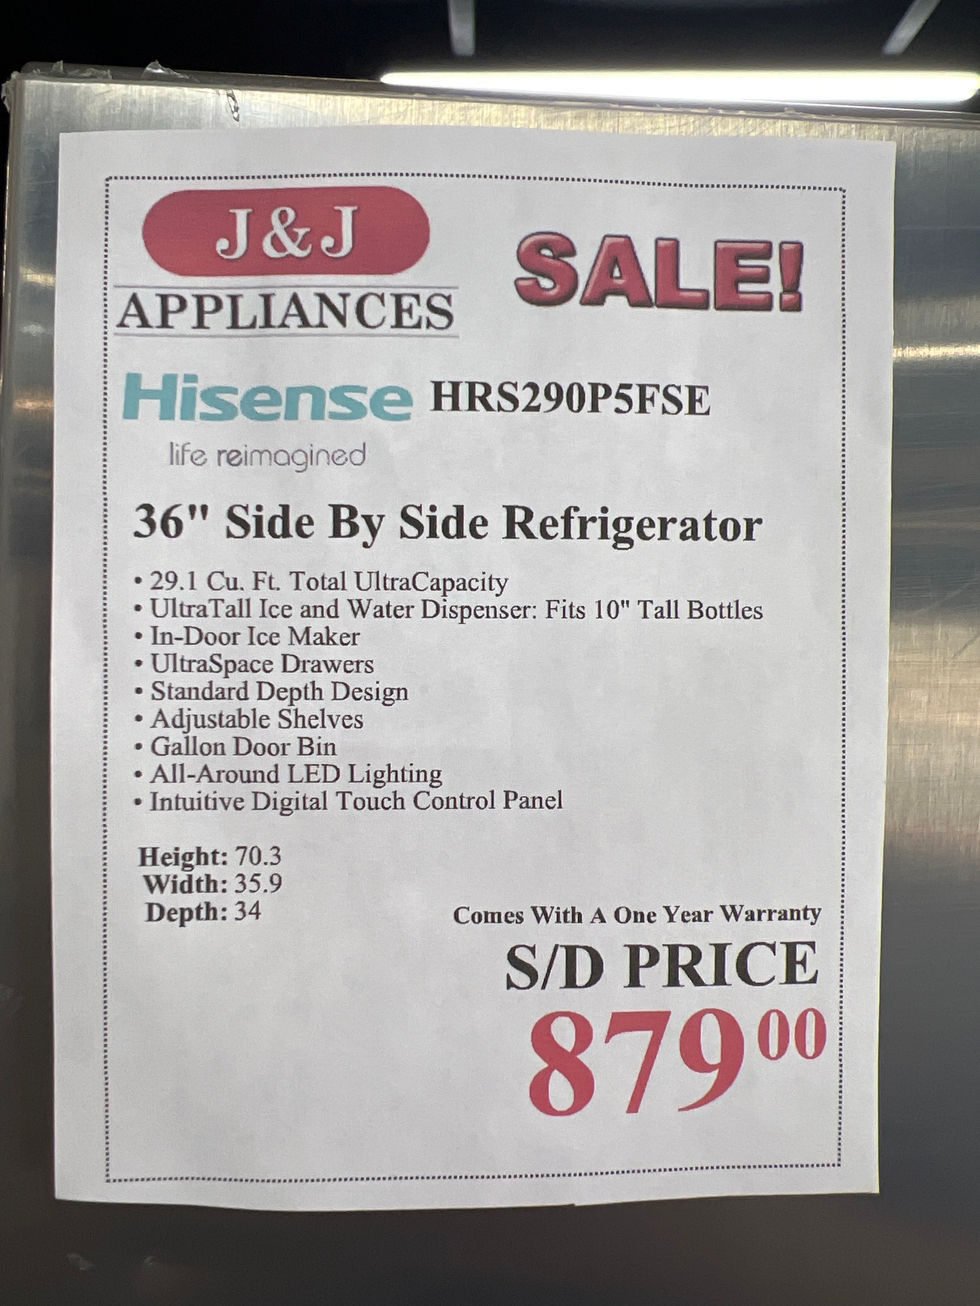 J&J
APPLIANCES
SALE!
Hisense HRS290P5FSE
life reimagined
36" Side By Side Refrigerator
• 29.1 Cu. Ft. Total UltraCapacity
• UltraTall Ice and Water Dispenser: Fits 10" Tall Bottles
• In-Door Ice Maker
• UltraSpace Drawers
• Standard Depth Design
• Adjustable Shelves
• Gallon Door Bin
• All-Around LED Lighting
• Intuitive Digital Touch Control Panel
Height: 70.3
Width: 35.9
Depth: 34
Comes With A One Year Warranty
S/D PRICE
879 00